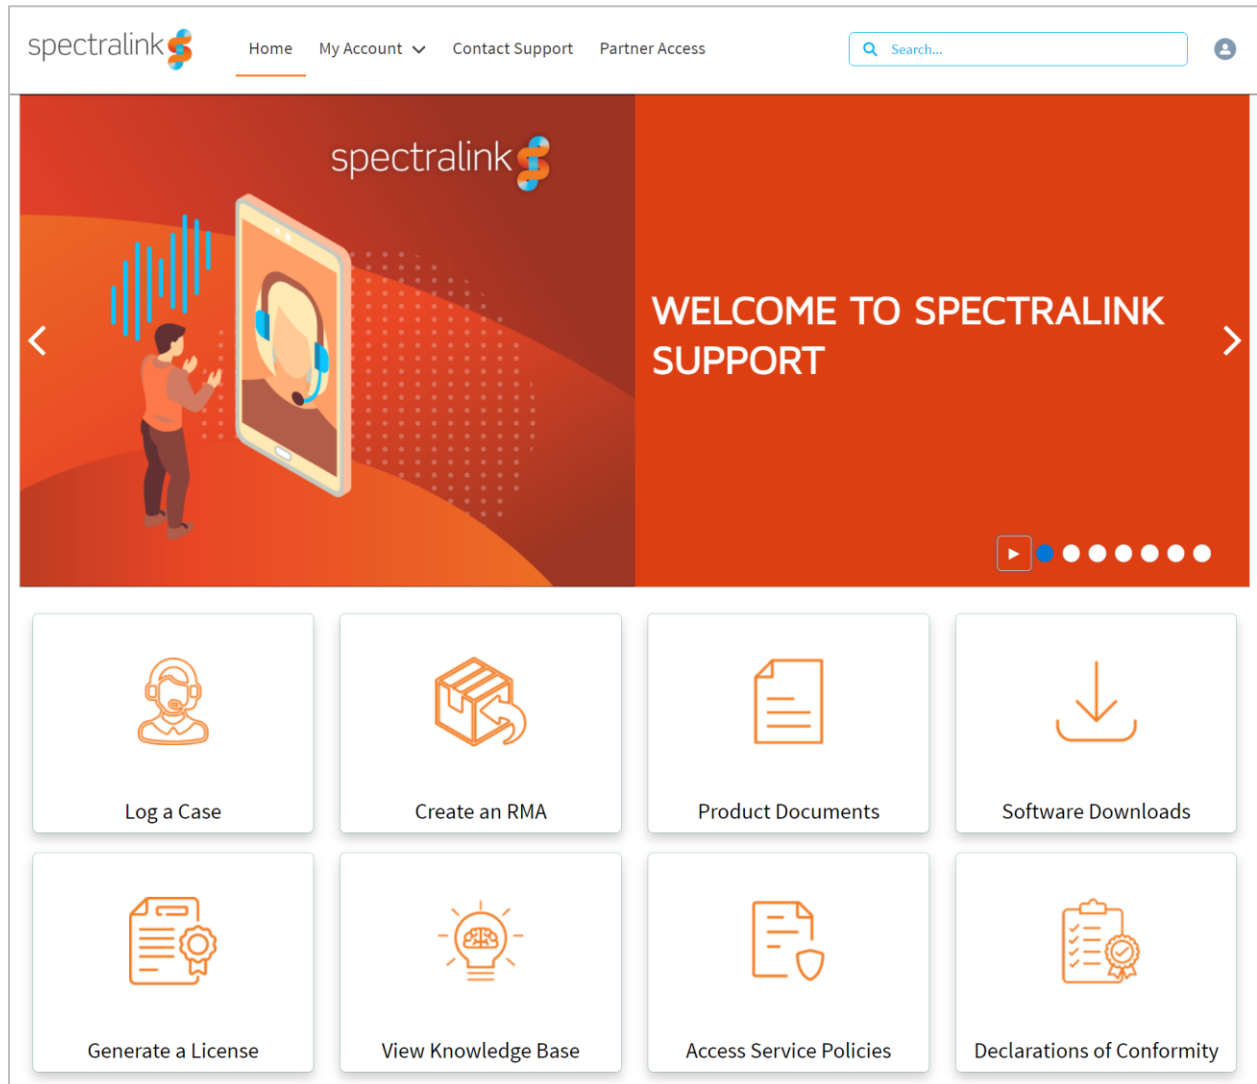 spectralink
Home My Account Contact Support Partner Access
Search...
spectralink
WELCOME TO SPECTRALINK
SUPPORT
Log a Case
Create an RMA
Product Documents
Software Downloads
Generate a License
View Knowledge Base
Access Service Policies
Declarations of Conformity